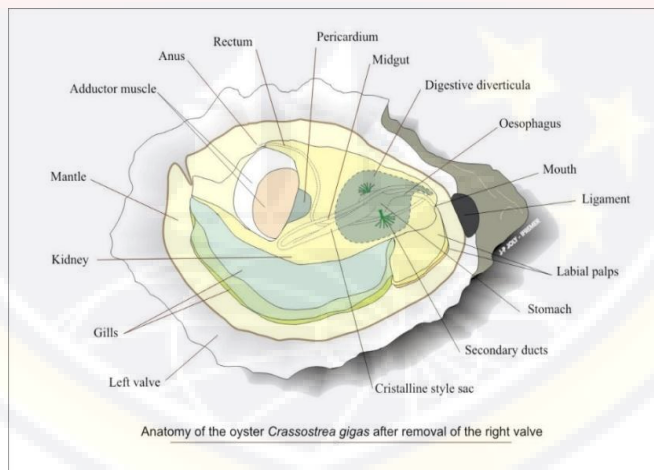 Rectum
Pericardium
Anus
Midgut
Adductor muscle
Digestive diverticula
Oesophagus
Mantle
Mouth
Ligament
Kidney
Labial palps
Stomach
Gills
Secondary ducts
Left valve
Cristalline style sac
Anatomy of the oyster Crassostrea gigas after removal of the right valve